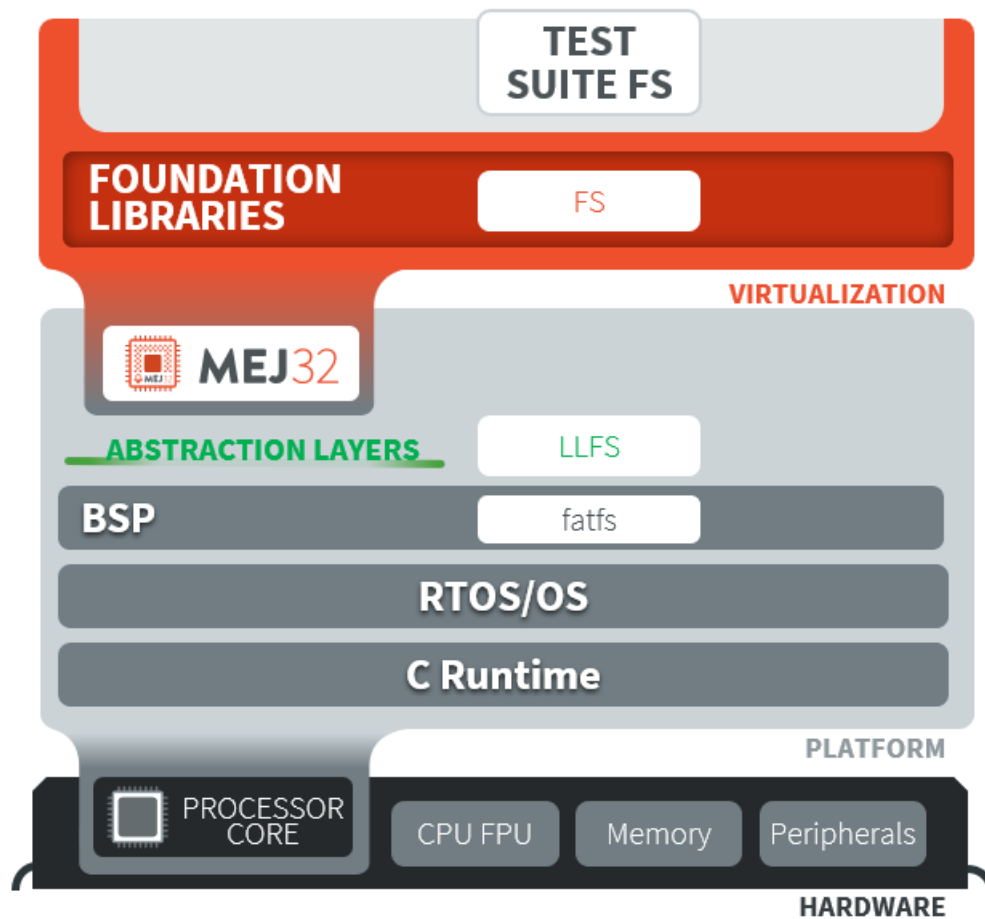 TEST
SUITE FS
FOUNDATION
LIBRARIES
FS
VIRTUALIZATION
MEJ32
MEJ32
ABSTRACTION LAYERS
LLFS
BSP
fatfs
RTOS/OS
C Runtime
PLATFORM
PROCESSOR
CORE
CPU FPU
Memory
Peripherals
HARDWARE